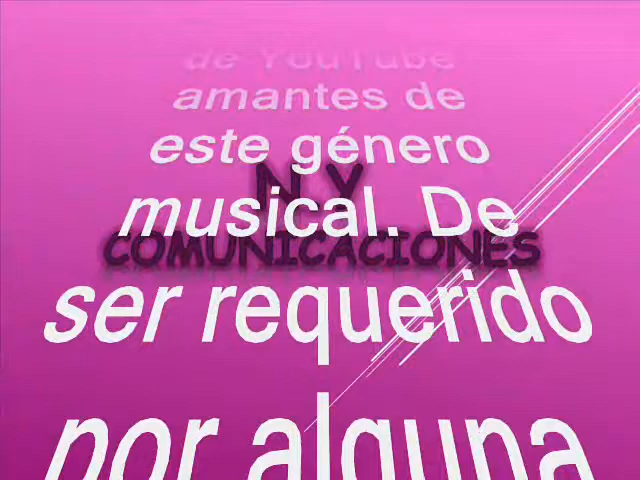 de YouTube
amantes de
este género
N Y
musical. De
COMUNICACIONES
ser requerido
por alguna